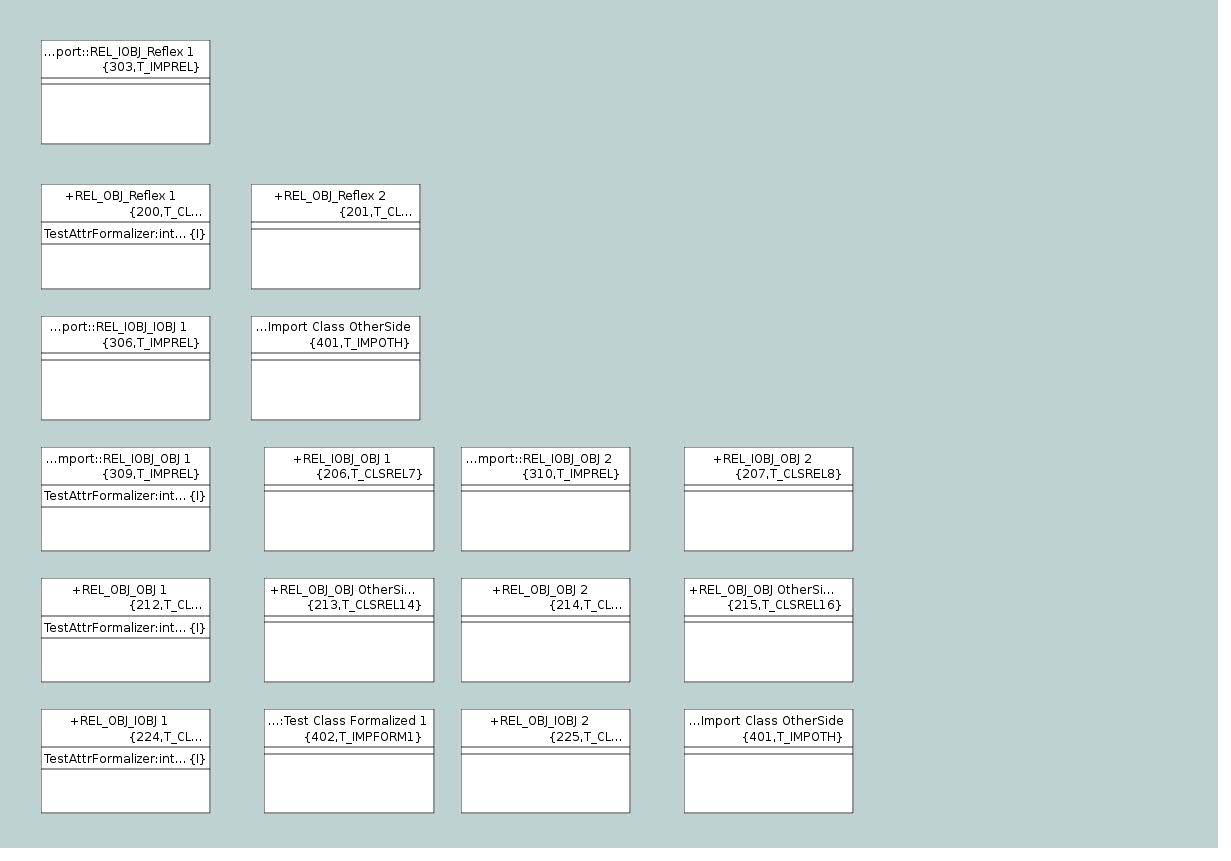 ...port::REL_IOBJ_Reflex 1
{303,T_IMPREL}
+REL_OBJ_Reflex 1
{200,T_CL...
TestAttrFormalizer:int... {I}
+REL_OBJ_Reflex 2
{201,T_CL...
...port::REL_IOBJ_IOBJ 1
{306,T_IMPREL}
...Import Class OtherSide
{401,T_IMPOTH}
...mport::REL_IOBJ_OBJ 1
{309,T_IMPREL}
TestAttrFormalizer:int... {I}
+REL_IOBJ_OBJ 1
{206,T_CLSREL7}
...mport::REL_IOBJ_OBJ 2
{310,T_IMPREL}
+REL_IOBJ_OBJ 2
{207,T_CLSREL8}
+REL_OBJ_OBJ 1
{212,T_CL...
TestAttrFormalizer:int... {I}
+REL_OBJ_OBJ OtherSi...
{213,T_CLSREL14}
+REL_OBJ_OBJ 2
{214,T_CL...
+REL_OBJ_OBJ OtherSi...
{215,T_CLSREL16}
+REL_OBJ_IOBJ 1
{224,T_CL...
TestAttrFormalizer:int... {I}
...:Test Class Formalized 1
{402,T_IMPFORM1}
+REL_OBJ_IOBJ 2
{225,T_CL...
...Import Class OtherSide
{401,T_IMPOTH}